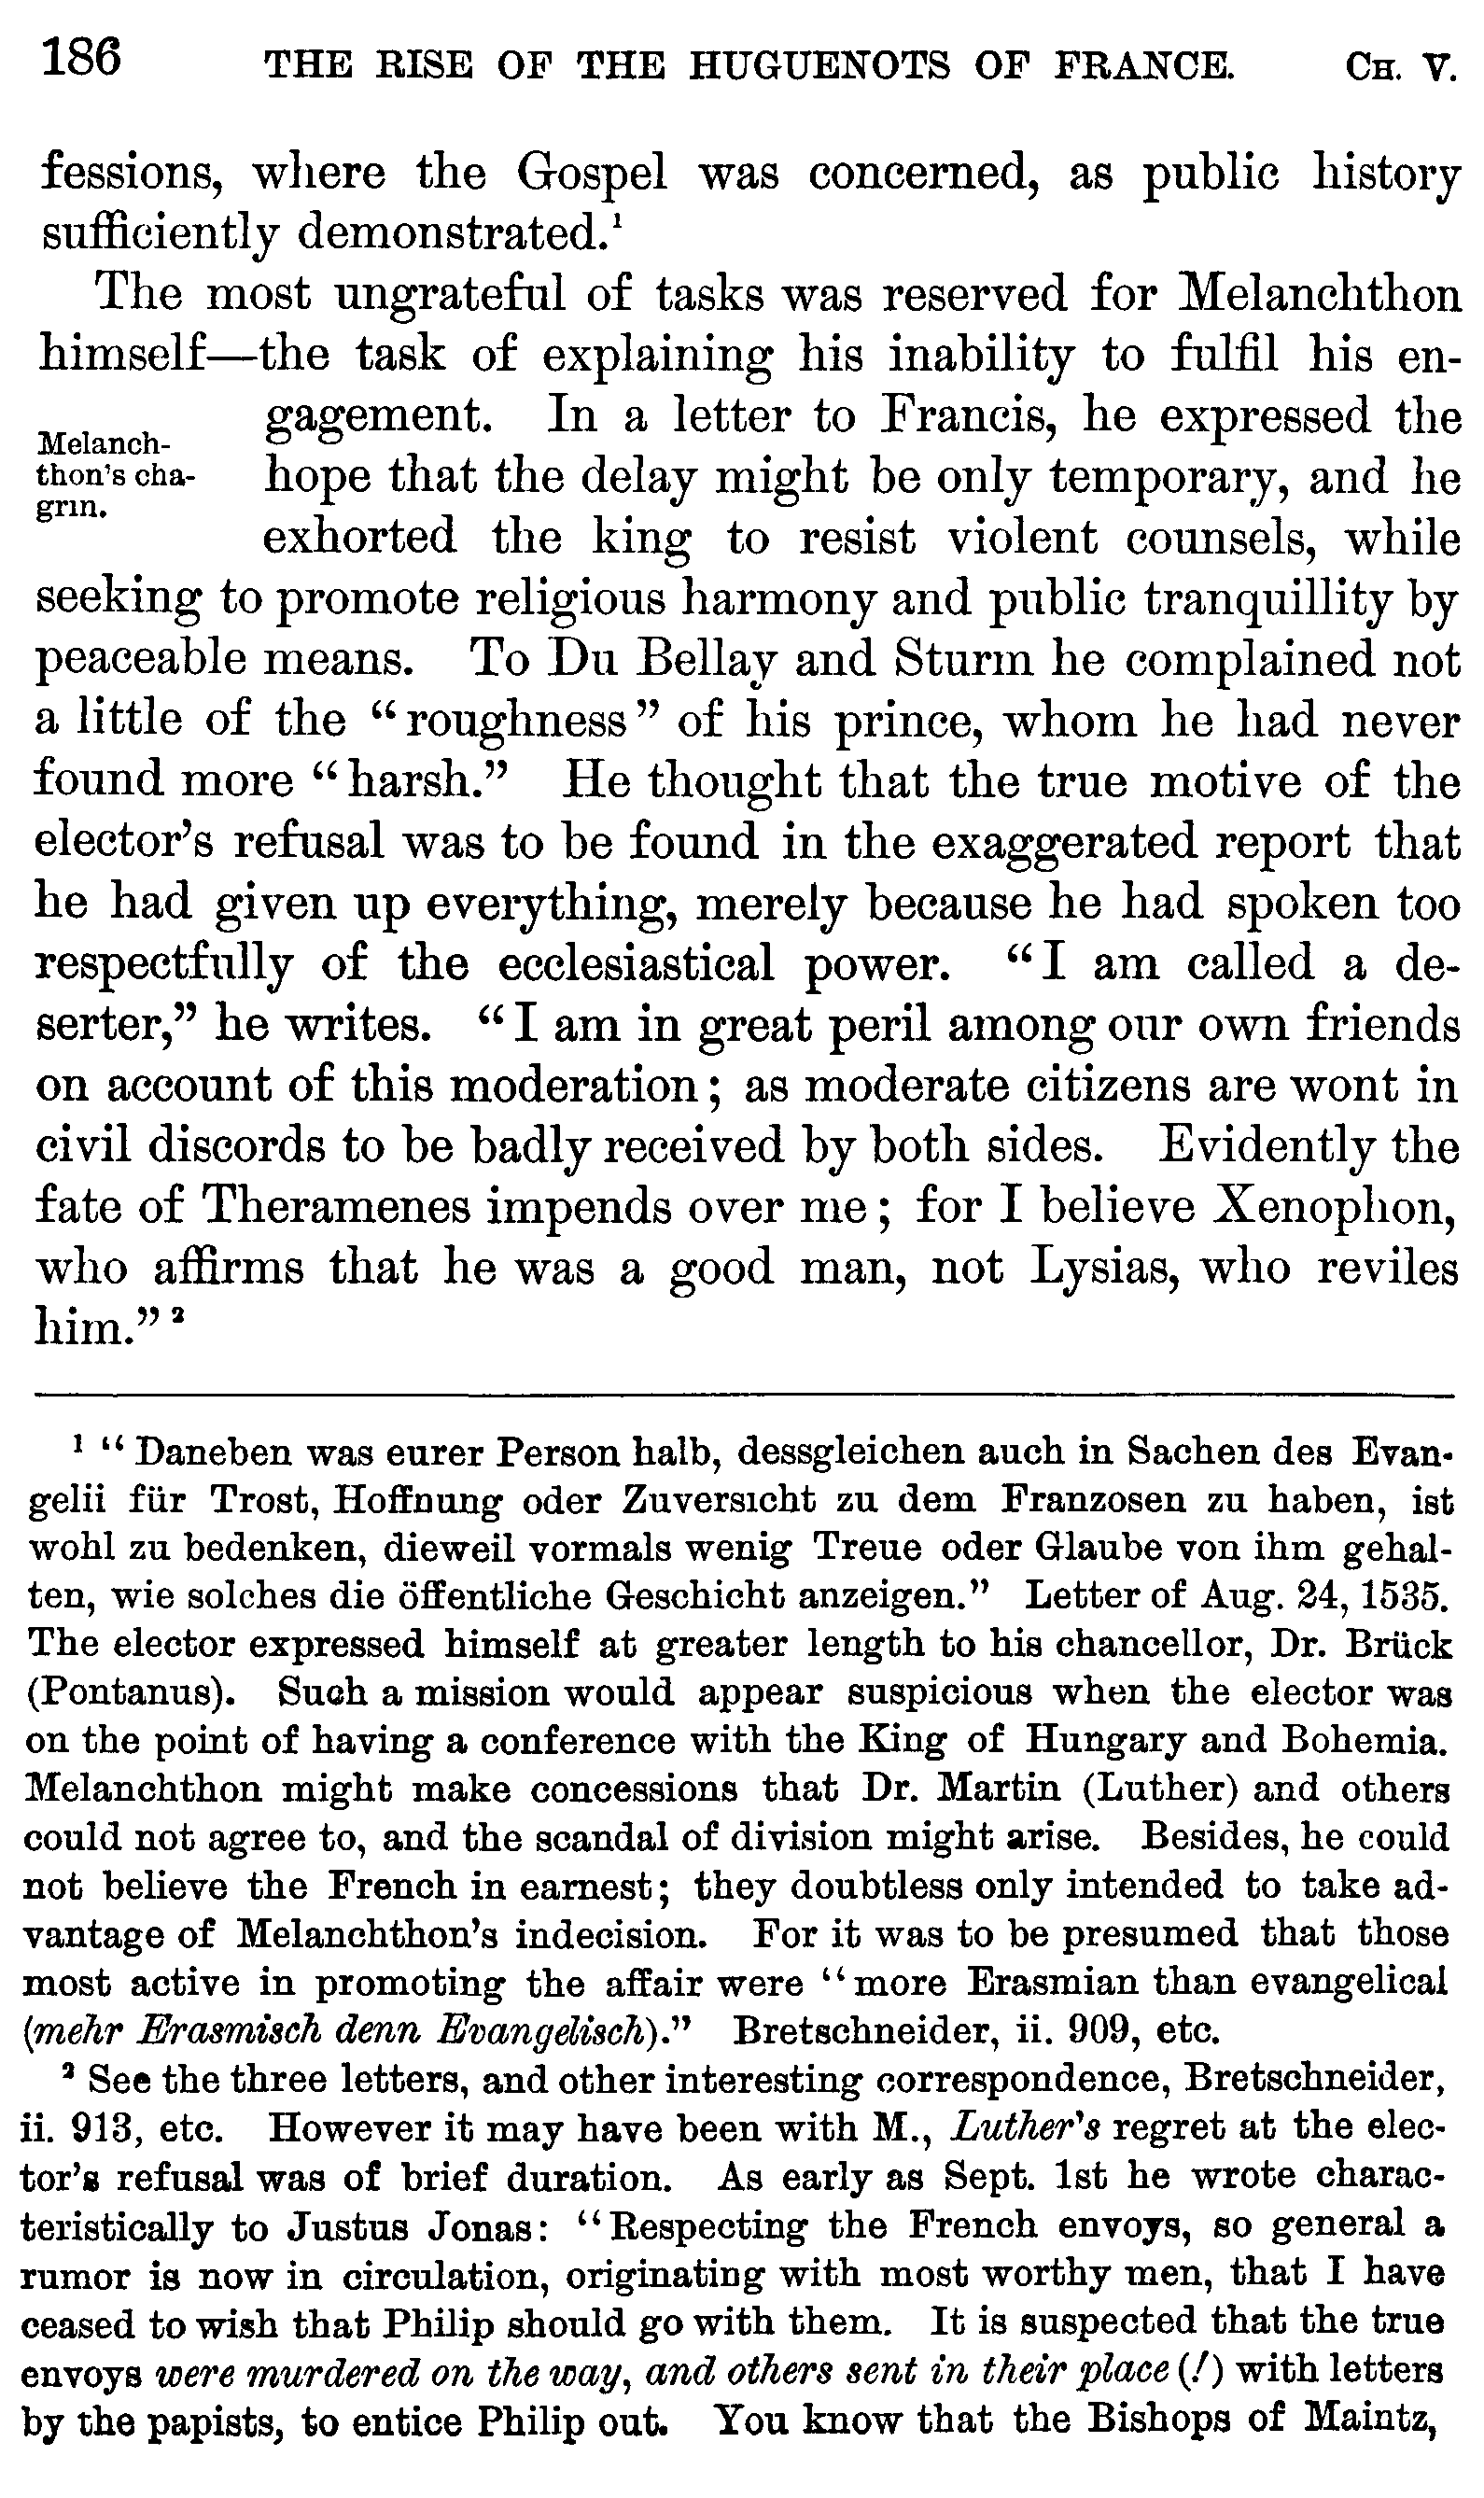 186 THE RISE OF THE HUGUENOTS OF FRANCE. CH. V.
fessions, where the Gospel was concerned, as public history
sufficiently demonstrated.¹
The most ungrateful of tasks was reserved for Melanchthon
himself—the task of explaining his inability to fulfil his en-
Melanch-
thon's cha-
grin.
gagement. In a letter to Francis, he expressed the
hope that the delay might be only temporary, and he
exhorted the king to resist violent counsels, while
seeking to promote religious harmony and public tranquillity by
peaceable means. To Du Bellay and Sturm he complained not
a little of the “roughness” of his prince, whom he had never
found more “harsh.” He thought that the true motive of the
elector's refusal was to be found in the exaggerated report that
he had given up everything, merely because he had spoken too
respectfully of the ecclesiastical power. “I am called a de-
serter,” he writes. “I am in great peril among our own friends
on account of this moderation; as moderate citizens are wont in
civil discords to be badly received by both sides. Evidently the
fate of Theramenes impends over me; for I believe Xenophon,
who affirms that he was a good man, not Lysias, who reviles
him.”²
¹ “Daneben was eurer Person halb, dessgleichen auch in Sachen des Evan-
gelii für Trost, Hoffnung oder Zuversicht zu dem Franzosen zu haben, ist
wohl zu bedenken, dieweil vormals wenig Treue oder Glaube von ihm gehal-
ten, wie solches die öffentliche Geschicht anzeigen.” Letter of Aug. 24, 1535.
The elector expressed himself at greater length to his chancellor, Dr. Brück
(Pontanus). Such a mission would appear suspicious when the elector was
on the point of having a conference with the King of Hungary and Bohemia.
Melanchthon might make concessions that Dr. Martin (Luther) and others
could not agree to, and the scandal of division might arise. Besides, he could
not believe the French in earnest; they doubtless only intended to take ad-
vantage of Melanchthon's indecision. For it was to be presumed that those
most active in promoting the affair were “more Erasmian than evangelical
(mehr Erasmisch denn Evangelisch).” Bretschneider, ii. 909, etc.
² See the three letters, and other interesting correspondence, Bretschneider,
ii. 913, etc. However it may have been with M., Luther's regret at the elec-
tor's refusal was of brief duration. As early as Sept. 1st he wrote charac-
teristically to Justus Jonas: “Respecting the French envoys, so general a
rumor is now in circulation, originating with most worthy men, that I have
ceased to wish that Philip should go with them. It is suspected that the true
envoys were murdered on the way, and others sent in their place (!) with letters
by the papists, to entice Philip out. You know that the Bishops of Maintz,